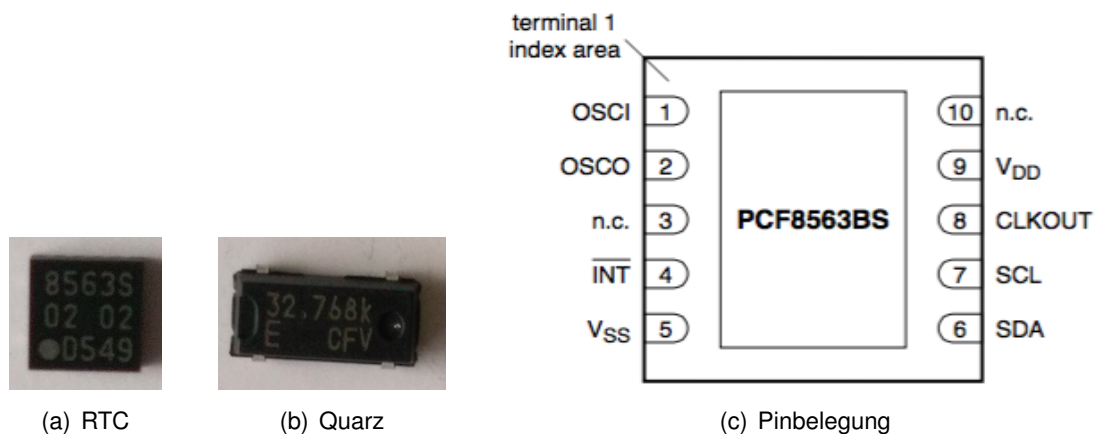 terminal 1
index area
OSCI 1
OSCO 2
n.c. 3
INT 4
VSS 5
10 n.c.
9 VDD
8 CLKOUT
7 SCL
6 SDA
PCF8563BS
8563S
02 02
D549
32.768k
E CFV
(a) RTC
(b) Quarz
(c) Pinbelegung